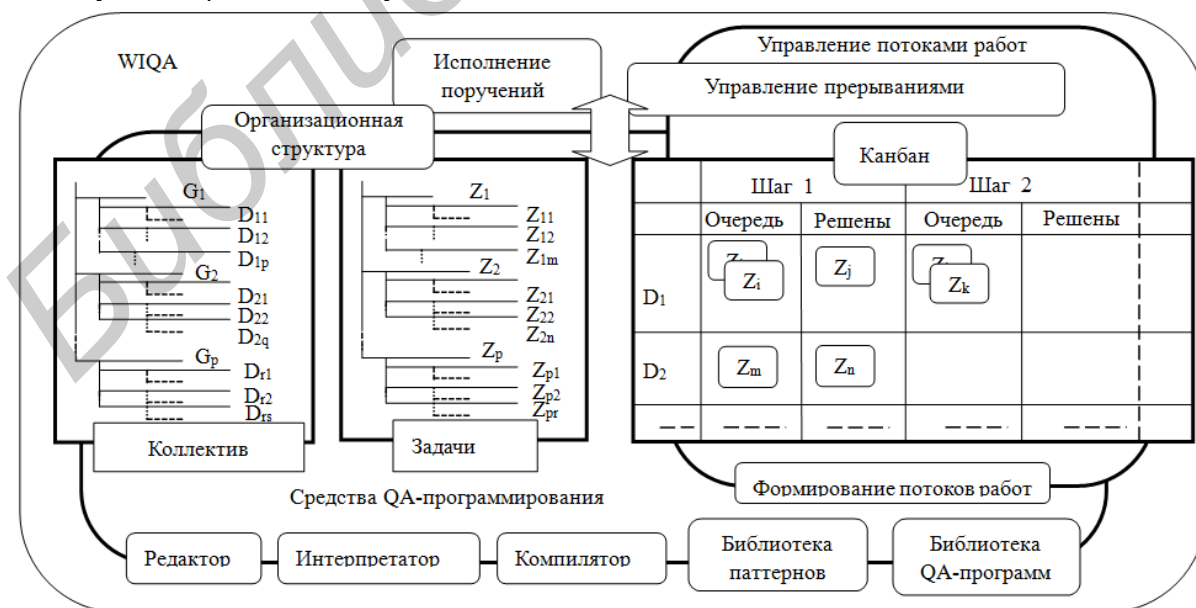 WIQA
Исполнение
поручений
Управление потоками работ
Управление прерываниями
Организационная
структура
Канбан
G1
D11
D12
D1p
G2
D21
D22
D2q
Gp
Dr1
Dr2
Drs
Коллектив
Z1
Z11
Z12
Z1m
Z2
Z21
Z22
Z2n
Zp
Zp1
Zp2
Zpr
Задачи
Шаг 1 Шаг 2
Очередь Решены Очередь Решены
D1 Zi Zj Zk
D2 Zm Zn
Формирование потоков работ
Средства QA-программирования
Редактор
Интерпретатор
Компилятор
Библиотека
паттернов
Библиотека
QA-программ